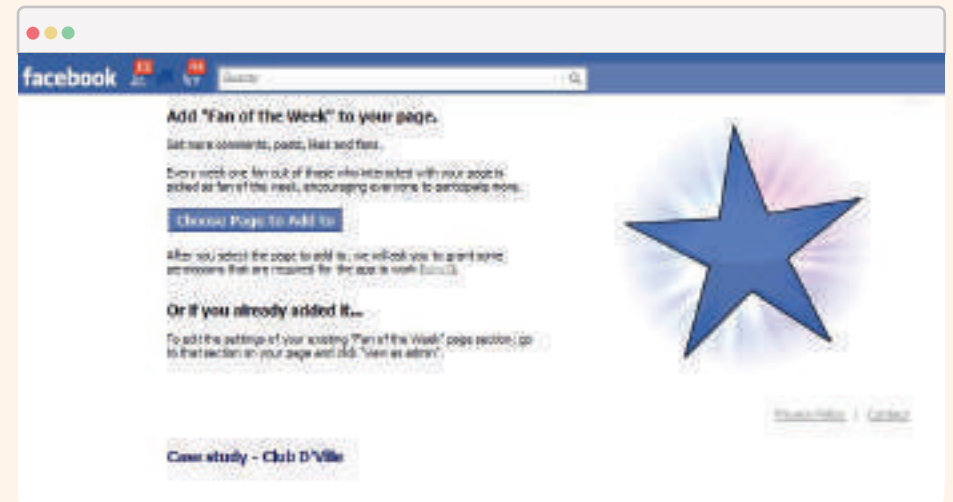 facebook
Add "Fan of the Week" to your page.
Get more comments, posts, likes and fans.
Every week one fan out of those who interacted with your page is
picked as fan of the week, encouraging everyone to participate more.
Choose Page to Add to
After you select the page to add to, we will ask you to grant some
permissions that are required for the app to work
Or if you already added it...
To edit the settings of your existing "Fan of the Week" page section, go
to that section on your page and click "view as admin".
Privacy Policy | Contact
Case study - Club D'Ville